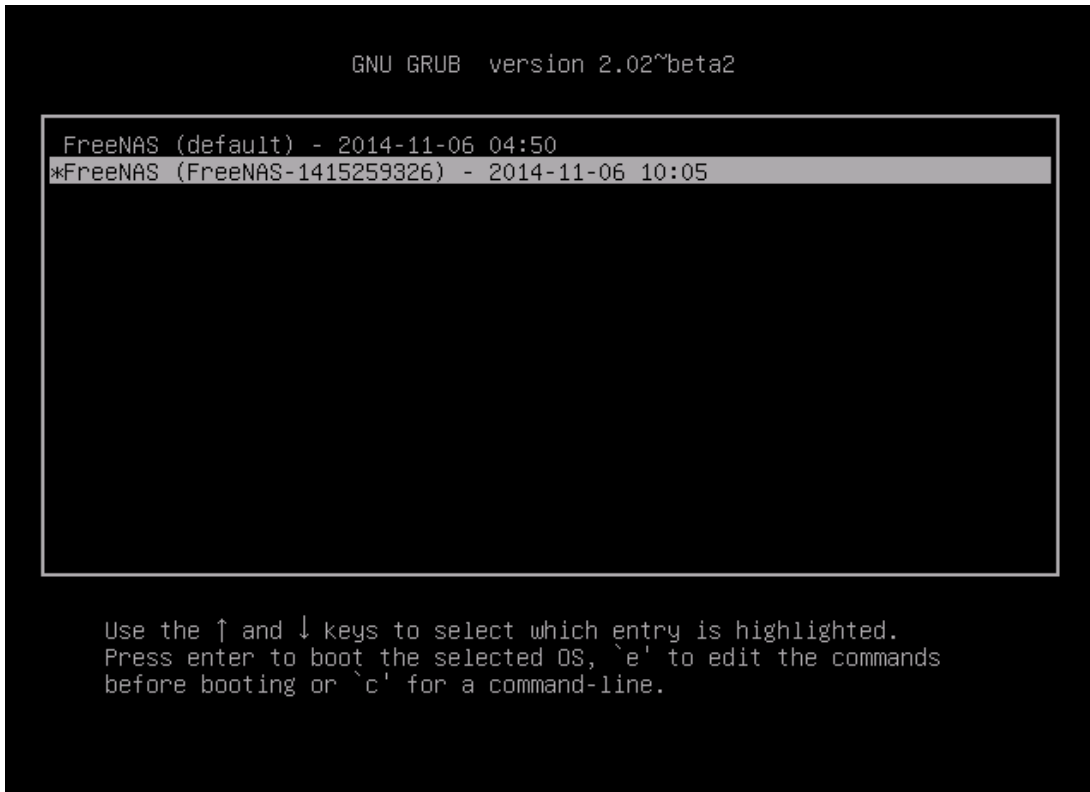 GNU GRUB  version 2.02~beta2
FreeNAS (default) - 2014-11-06 04:50
*FreeNAS (FreeNAS-1415259326) - 2014-11-06 10:05
Use the ↑ and ↓ keys to select which entry is highlighted.
Press enter to boot the selected OS, `e' to edit the commands
before booting or `c' for a command-line.